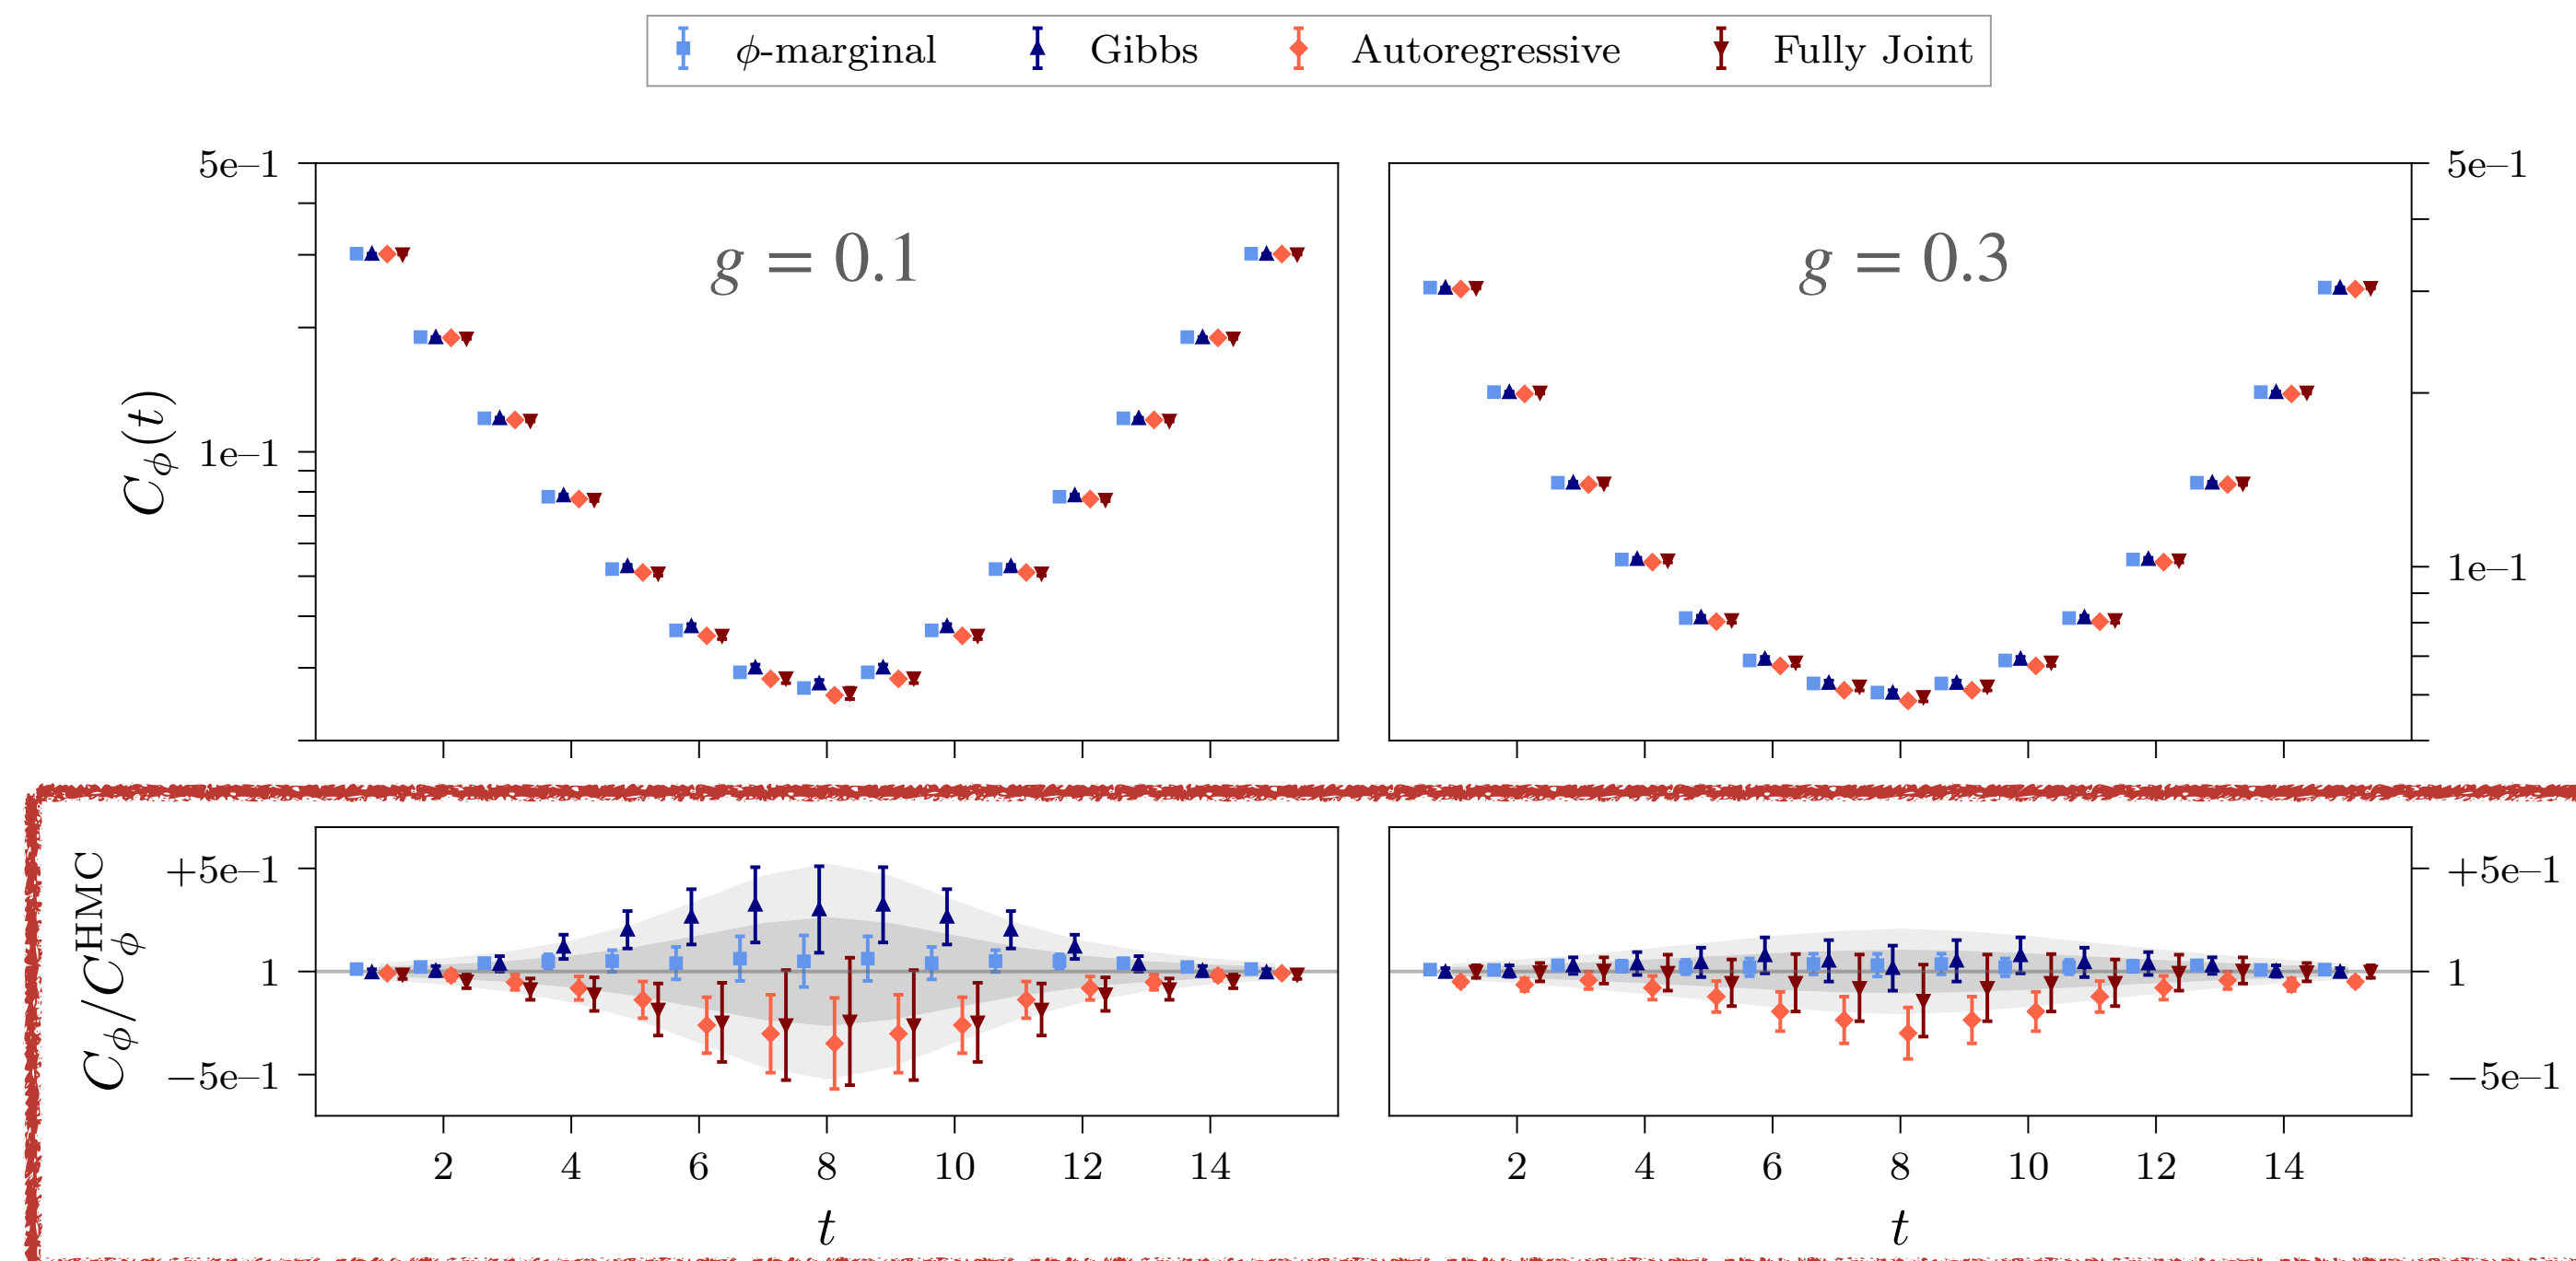 ϕ-marginal Gibbs Autoregressive Fully Joint
5e–1 5e–1
g = 0.1 g = 0.3
C_ϕ(t)
1e–1
1e–1
C_ϕ/C_ϕ^HMC
+5e–1 +5e–1
1 1
−5e–1 −5e–1
2 4 6 8 10 12 14 2 4 6 8 10 12 14
t t